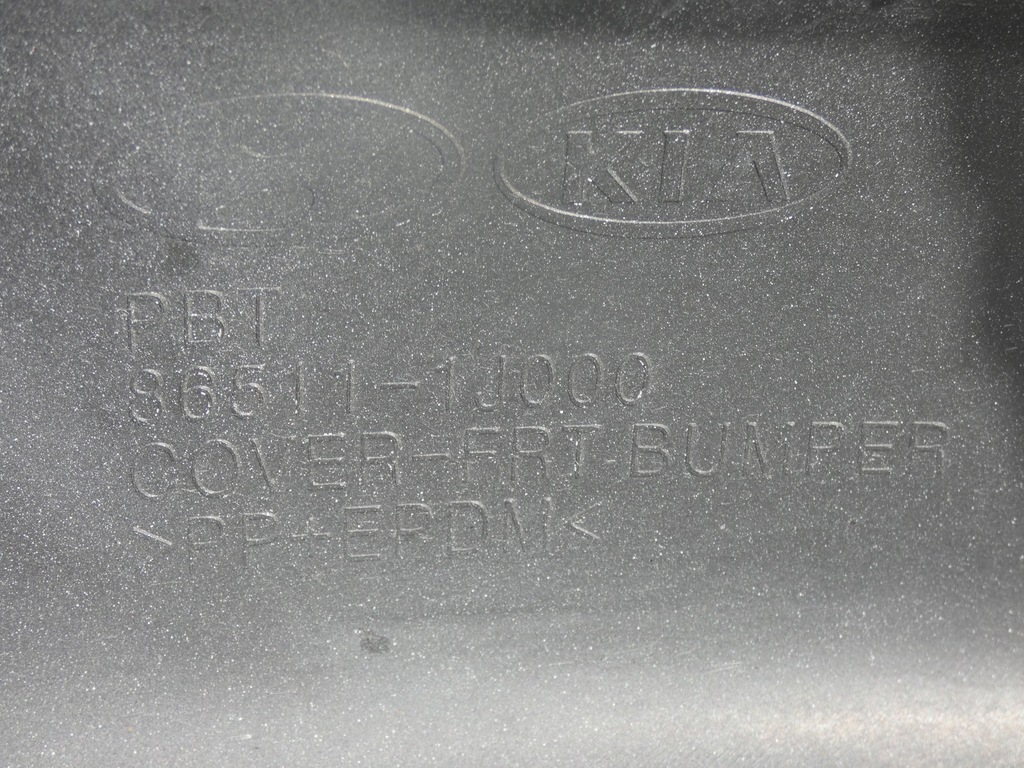 KIA
PBT
86511-1J000
COVER-FRT BUMPER
>PP+EPDM<